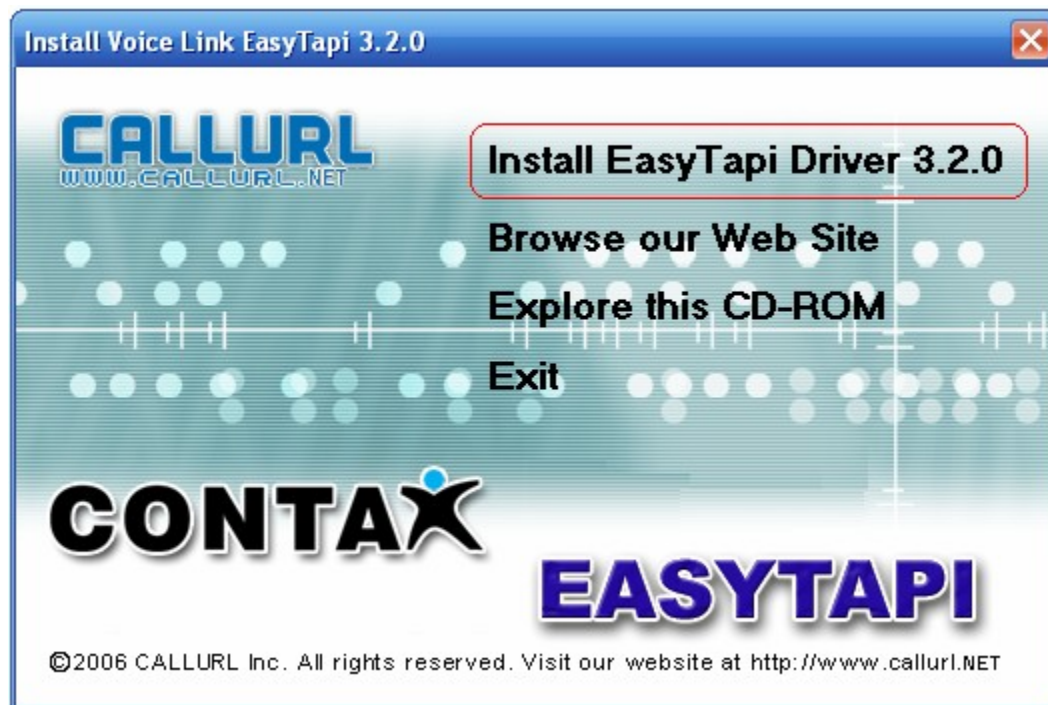 Install Voice Link EasyTapi 3.2.0
CALLURL
WWW.CALLURL.NET
Install EasyTapi Driver 3.2.0
Browse our Web Site
Explore this CD-ROM
Exit
CONTAX
EASYTAPI
©2006 CALLURL Inc. All rights reserved. Visit our website at http://www.callurl.NET